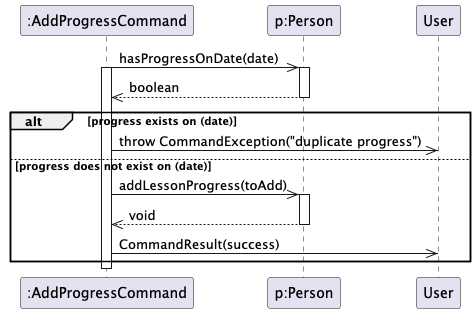 :AddProgressCommand
p:Person
User
hasProgressOnDate(date)
boolean
alt
[progress exists on (date)]
throw CommandException("duplicate progress")
[progress does not exist on (date)]
addLessonProgress(toAdd)
void
CommandResult(success)
:AddProgressCommand
p:Person
User